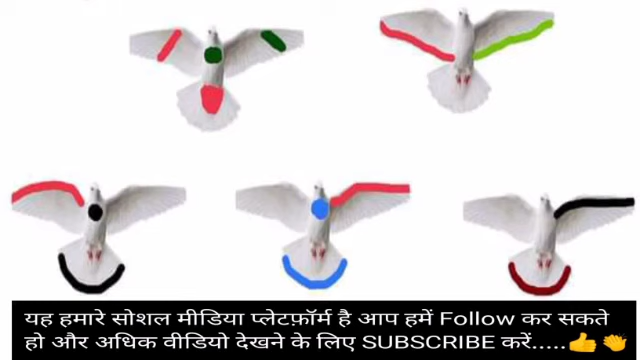 यह हमारे सोशल मीडिया प्लेटफ़ॉर्म है आप हमें Follow कर सकते
हो और अधिक वीडियो देखने के लिए SUBSCRIBE करें.....👍👏